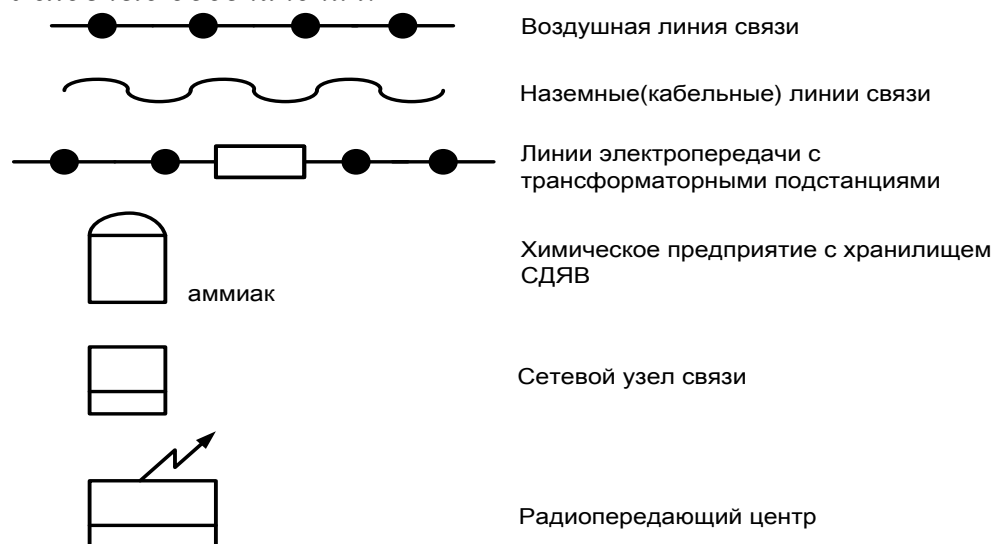 Воздушная линия связи
Наземные(кабельные) линии связи
Линии электропередачи с
трансформаторными подстанциями
Химическое предприятие с хранилищем
СДЯВ
аммиак
Сетевой узел связи
Радиопередающий центр